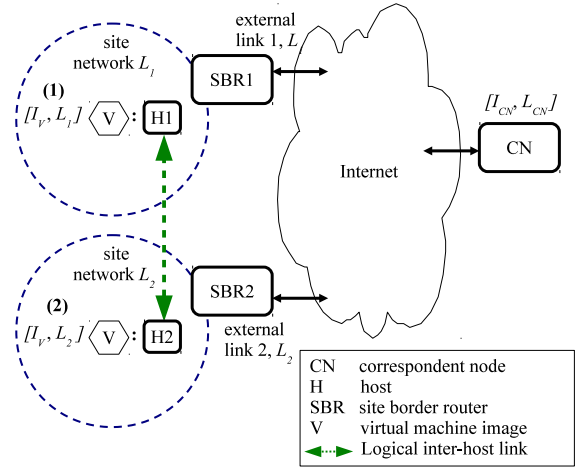 site
network L1
external
link 1, L
SBR1
(1)
[IV, L1] V : H1
[ICN, LCN]
CN
Internet
site
network L2
SBR2
(2)
[IV, L2] V : H2
external
link 2, L2
CN correspondent node
H host
SBR site border router
V virtual machine image
Logical inter-host link